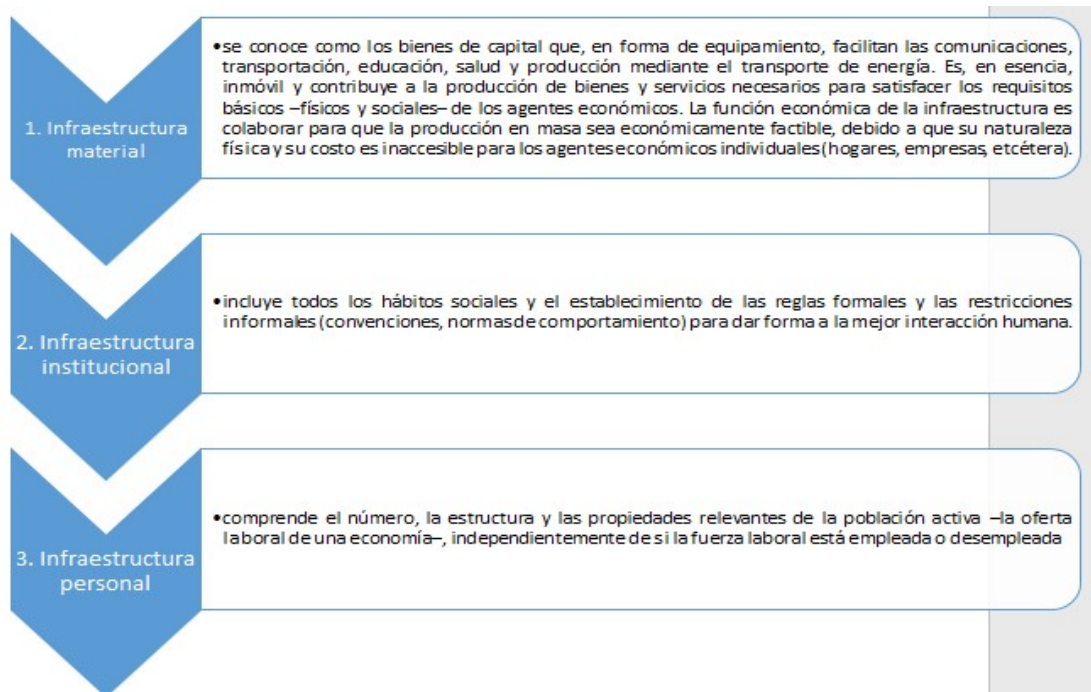 1. Infraestructura
material
•se conoce como los bienes de capital que, en forma de equipamiento, facilitan las comunicaciones,
transportación, educación, salud y producción mediante el transporte de energía. Es, en esencia,
inmóvil y contribuye a la producción de bienes y servicios necesarios para satisfacer los requisitos
básicos –físicos y sociales– de los agentes económicos. La función económica de la infraestructura es
colaborar para que la producción en masa sea económicamente factible, debido a que su naturaleza
física y su costo es inaccesible para los agentes económicos individuales (hogares, empresas, etcétera).
2. Infraestructura
institucional
•incluye todos los hábitos sociales y el establecimiento de las reglas formales y las restricciones
informales (convenciones, normas de comportamiento) para dar forma a la mejor interacción humana.
3. Infraestructura
personal
•comprende el número, la estructura y las propiedades relevantes de la población activa –la oferta
laboral de una economía–, independientemente de si la fuerza laboral está empleada o desempleada